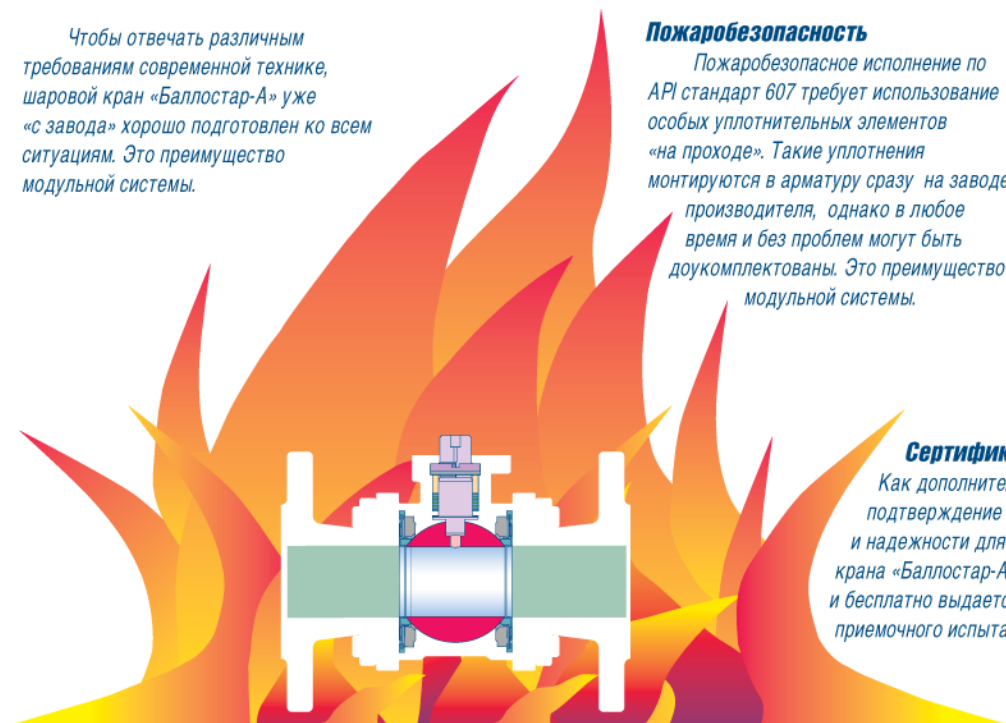 Чтобы отвечать различным
требованиям современной технике,
шаровой кран «Баллостар-А» уже
«с завода» хорошо подготовлен ко всем
ситуациям. Это преимущество
модульной системы.
Пожаробезопасность
Пожаробезопасное исполнение по
API стандарт 607 требует использование
особых уплотнительных элементов
«на проходе». Такие уплотнения
монтируются в арматуру сразу на заводе
производителя, однако в любое
время и без проблем могут быть
доукомплектованы. Это преимущество
модульной системы.
Как
подтверждение
и надежности для
крана «Баллостар-А
и бесплатно
приемочного